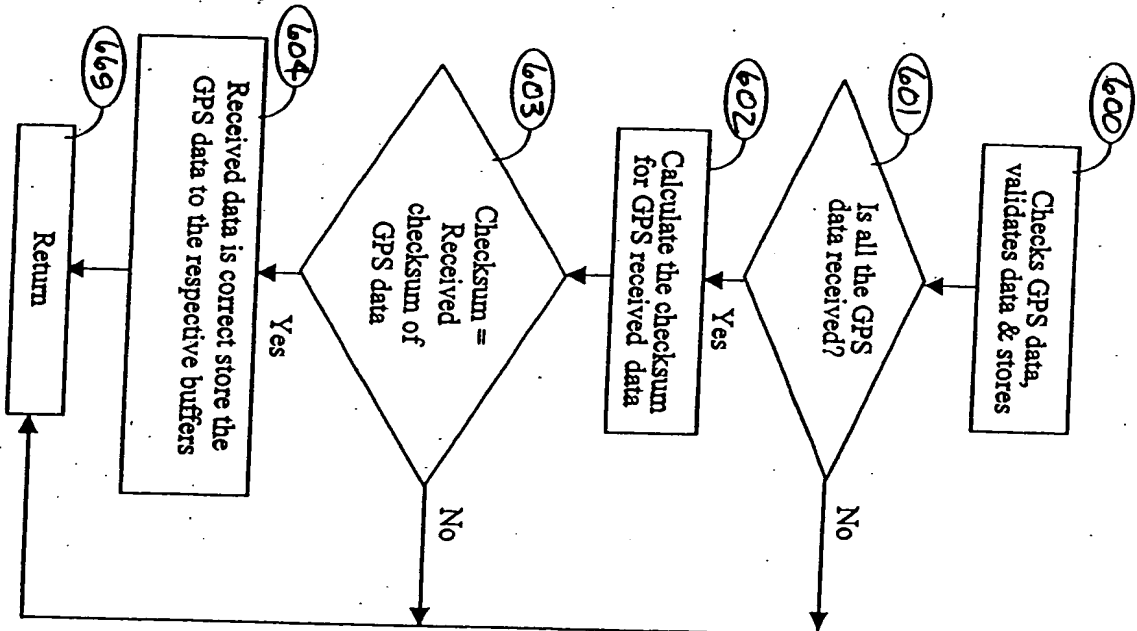 600
Checks GPS data,
validates data & stores
601
Is all the GPS
data received?
No
Yes
602
Calculate the checksum
for GPS received data
603
Checksum =
Received
checksum of
GPS data
No
Yes
604
Received data is correct store the
GPS data to the respective buffers
669
Return